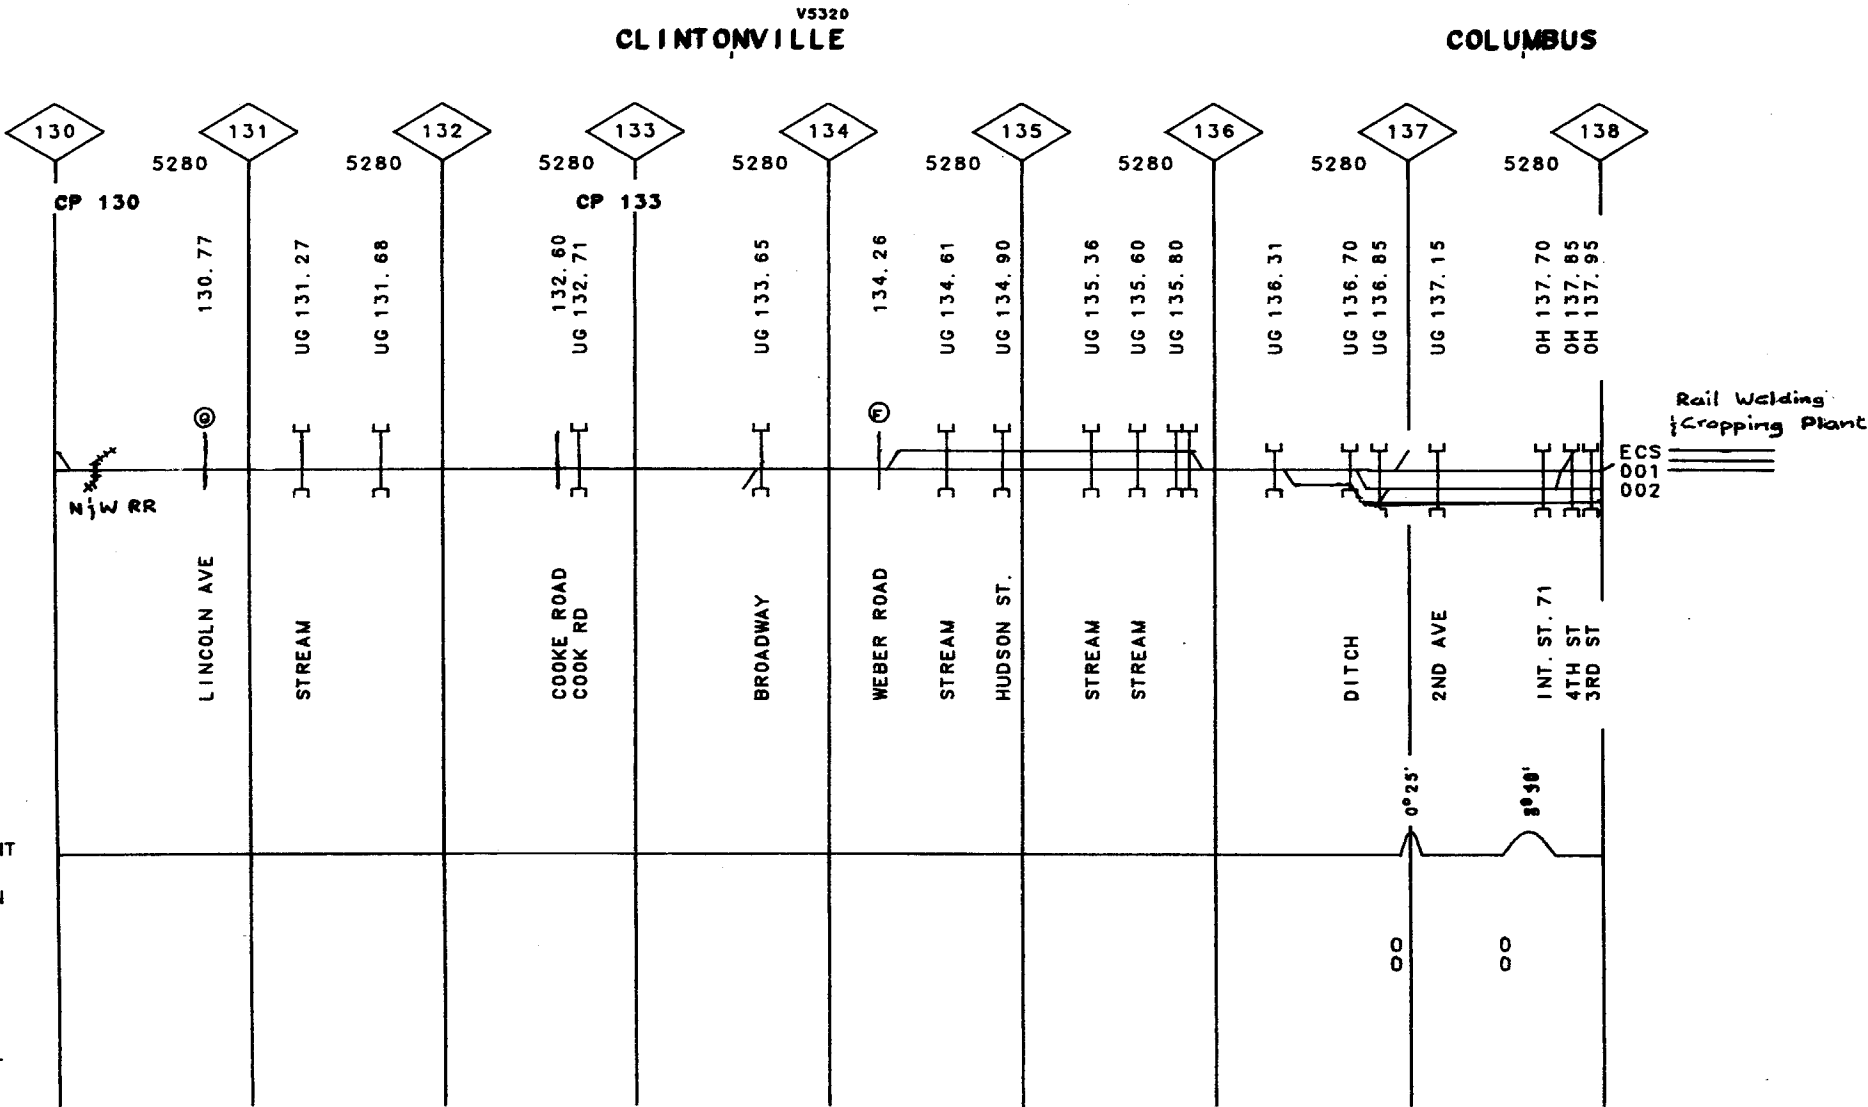 V5320
CLINTONVILLE
COLUMBUS
130
131
132
133
134
135
136
137
138
5280
5280
5280
5280
5280
5280
5280
5280
CP 130
CP 133
130.77
UG 131.27
UG 131.68
132.60
UG 132.71
UG 133.65
134.26
UG 134.61
UG 134.90
UG 135.36
UG 135.60
UG 135.80
UG 136.31
UG 136.70
UG 136.85
UG 137.15
OH 137.70
OH 137.85
OH 137.95
Rail Welding
& Cropping Plant
G
F
ECS
001
002
N&W RR
LINCOLN AVE
STREAM
COOKE ROAD
COOK RD
BROADWAY
WEBER ROAD
STREAM
HUDSON ST.
STREAM
STREAM
DITCH
2ND AVE
INT. ST. 71
4TH ST
3RD ST
0°25'
NT
N
0
0
0
0